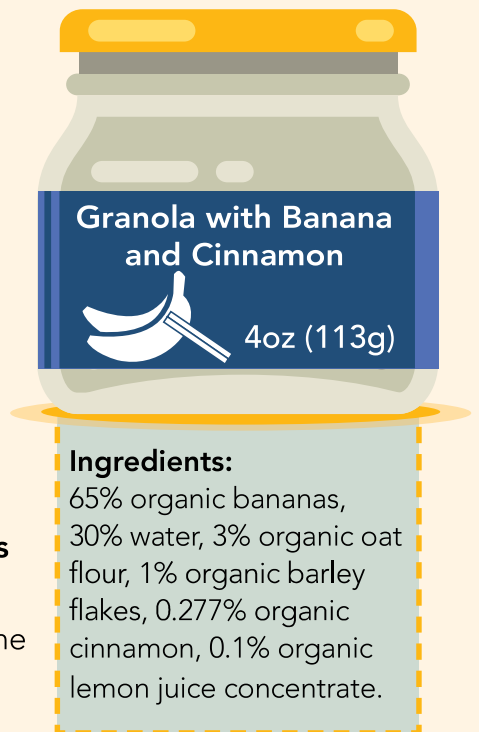 Granola with Banana
and Cinnamon
4oz (113g)
Ingredients:
65% organic bananas,
30% water, 3% organic oat
flour, 1% organic barley
flakes, 0.277% organic
cinnamon, 0.1% organic
lemon juice concentrate.